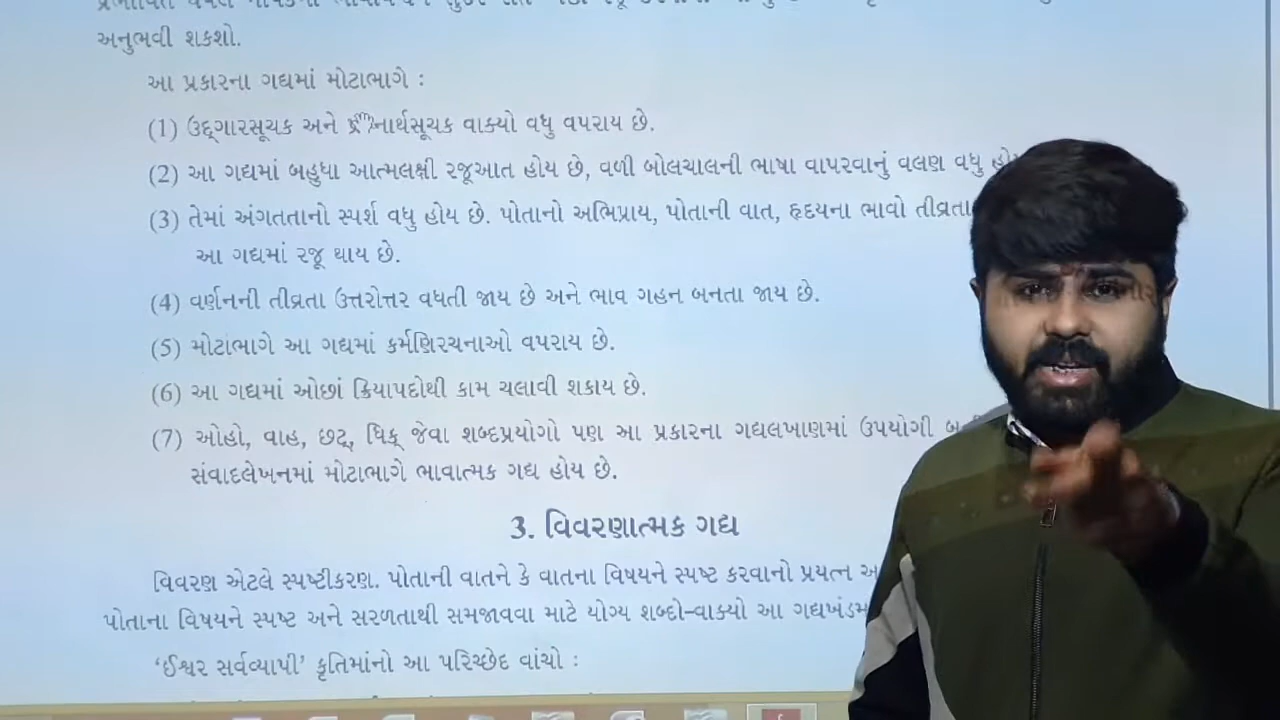 અનુભવી શકશો.
આ પ્રકારના ગદ્યમાં મોટાભાગે :
(1) ઉદ્ગારસૂચક અને પ્રશ્નાર્થસૂચક વાક્યો વધુ વપરાય છે.
(2) આ ગદ્યમાં બહુધા આત્મલક્ષી રજૂઆત હોય છે, વળી બોલચાલની ભાષા વાપરવાનું વલણ વધુ
(3) તેમાં અંગતતાનો સ્પર્શ વધુ હોય છે. પોતાનો અભિપ્રાય, પોતાની વાત, હૃદયના ભાવો તીવ્રતા
આ ગદ્યમાં રજૂ થાય છે.
(4) વર્ણનની તીવ્રતા ઉત્તરોત્તર વધતી જાય છે અને ભાવ ગહન બનતા જાય છે.
(5) મોટાંભાગે આ ગદ્યમાં કર્મણિરચનાઓ વપરાય છે.
(6) આ ગદ્યમાં ઓછાં ક્રિયાપદોથી કામ ચલાવી શકાય છે.
(7) ઓહો, વાહ, છટ્, ધિક્ જેવા શબ્દપ્રયોગો પણ આ પ્રકારના ગદ્યલખાણમાં ઉપયોગી
સંવાદલેખનમાં મોટાભાગે ભાવાત્મક ગદ્ય હોય છે.
3. વિવરણાત્મક ગદ્ય
વિવરણ એટલે સ્પષ્ટીકરણ. પોતાની વાતને કે વાતના વિષયને સ્પષ્ટ કરવાનો પ્રયત્ન
પોતાના વિષયને સ્પષ્ટ અને સરળતાથી સમજાવવા માટે યોગ્ય શબ્દો-વાક્યો આ ગદ્યખંડમ
‘ઈશ્વર સર્વવ્યાપી’ કૃતિમાંનો આ પરિચ્છેદ વાંચો :